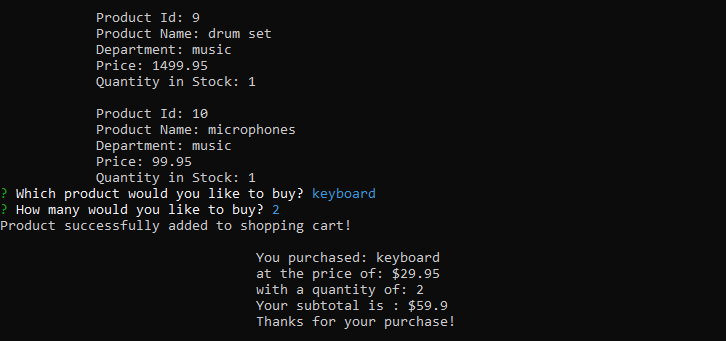 Product Id: 9
Product Name: drum set
Department: music
Price: 1499.95
Quantity in Stock: 1
Product Id: 10
Product Name: microphones
Department: music
Price: 99.95
Quantity in Stock: 1
? Which product would you like to buy? keyboard
? How many would you like to buy? 2
Product successfully added to shopping cart!
You purchased: keyboard
at the price of: $29.95
with a quantity of: 2
Your subtotal is : $59.9
Thanks for your purchase!